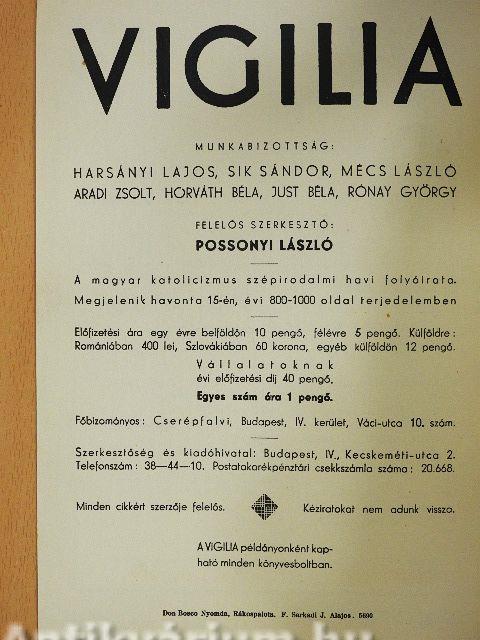 VIGILIA
MUNKABIZOTTSÁG:
HARSÁNYI LAJOS, SIK SÁNDOR, MÉCS LÁSZLÓ
ARADI ZSOLT, HORVÁTH BÉLA, JUST BÉLA, RÓNAY GYÖRGY
FELELŐS SZERKESZTŐ:
POSSONYI LÁSZLÓ
A magyar katolicizmus szépirodalmi havi folyóirata.
Megjelenik havonta 15-én, évi 800-1000 oldal terjedelemben
Előfizetési ára egy évre belföldön 10 pengő, félévre 5 pengő. Külföldre:
Romániában 400 lei, Szlovákiában 60 korona, egyéb külföldön 12 pengő.
Vállalatoknak
évi előfizetési díj 40 pengő.
Egyes szám ára 1 pengő.
Főbizományos: Cserépfalvi, Budapest, IV. kerület, Váci-utca 10. szám.
Szerkesztőség és kiadóhivatal: Budapest, IV., Kecskeméti-utca 2.
Telefonszám: 38—44—10. Postatakarékpénztári csekkszámla száma: 20.668.
Minden cikkért szerzője felelős. Kéziratokat nem adunk vissza.
A VIGILIA példányonként kap-
ható minden könyvesboltban.
Don Bosco Nyomda, Rákospalota. F. Sarkadi J. Alajos. 5690
Antikvárium.hu